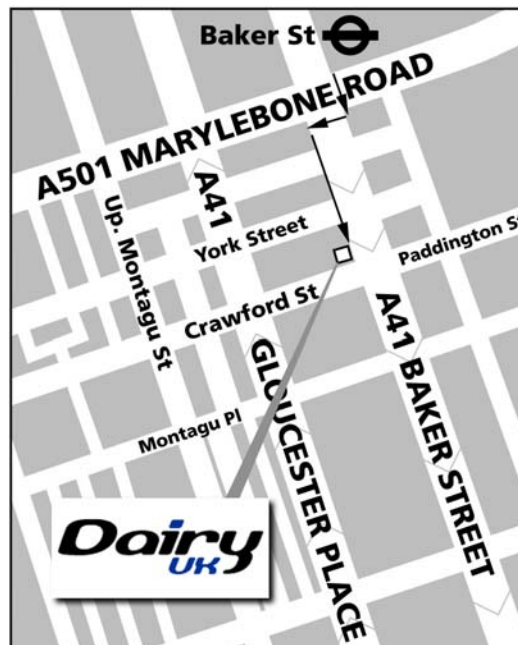 Baker St
A501 MARYLEBONE ROAD
A41
Up. Montagu St
York Street
Paddington St
Crawford St
A41 BAKER STREET
GLOUCESTER PLACE
Montagu Pl
Dairy
UK